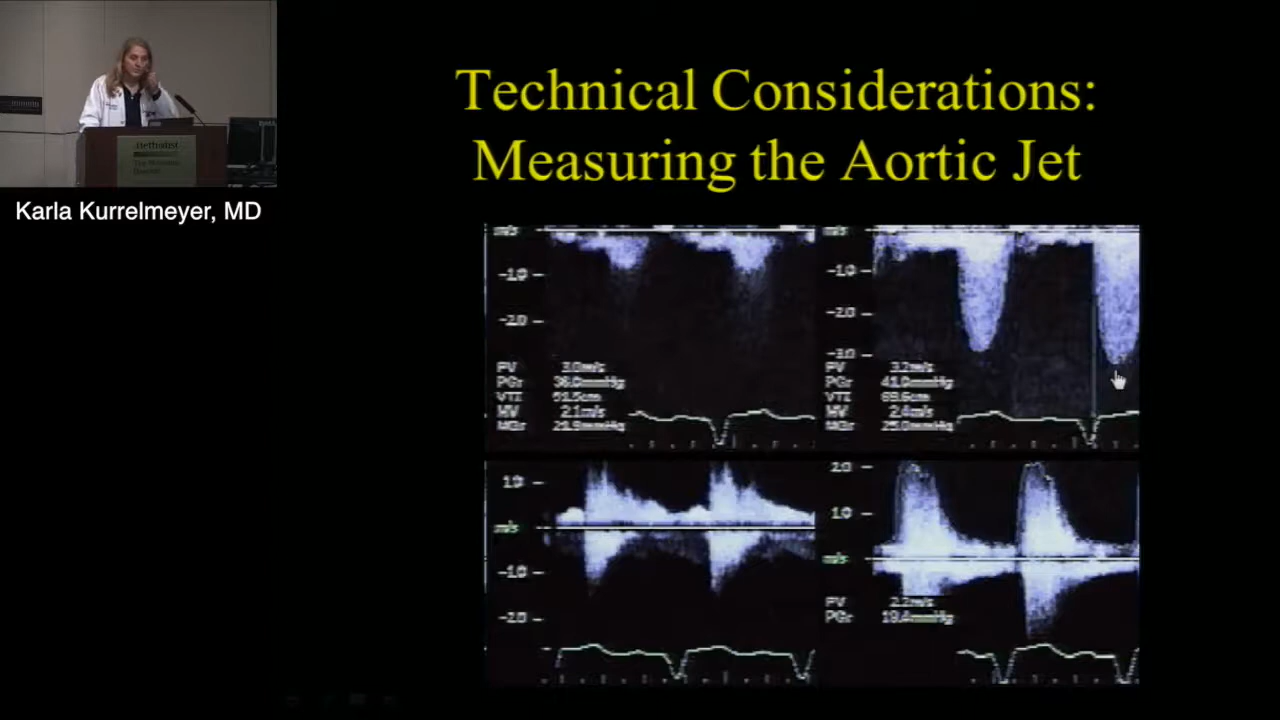 Technical Considerations:
Measuring the Aortic Jet
Karla Kurrelmeyer, MD
Methodist
m/s
-1.0
-2.0
PV 3.0m/s
PGr 36.0mmHg
VTI
MV 2.1m/s
MGr 21.9mmHg
m/s
-1.0
-2.0
-3.0
PV 3.2m/s
PGr 41.0mmHg
VTI 69.6cm
MV 2.4m/s
MGr 25.0mmHg
1.0
m/s
-1.0
-2.0
2.0
1.0
m/s
PV 2.2m/s
PGr 19.4mmHg